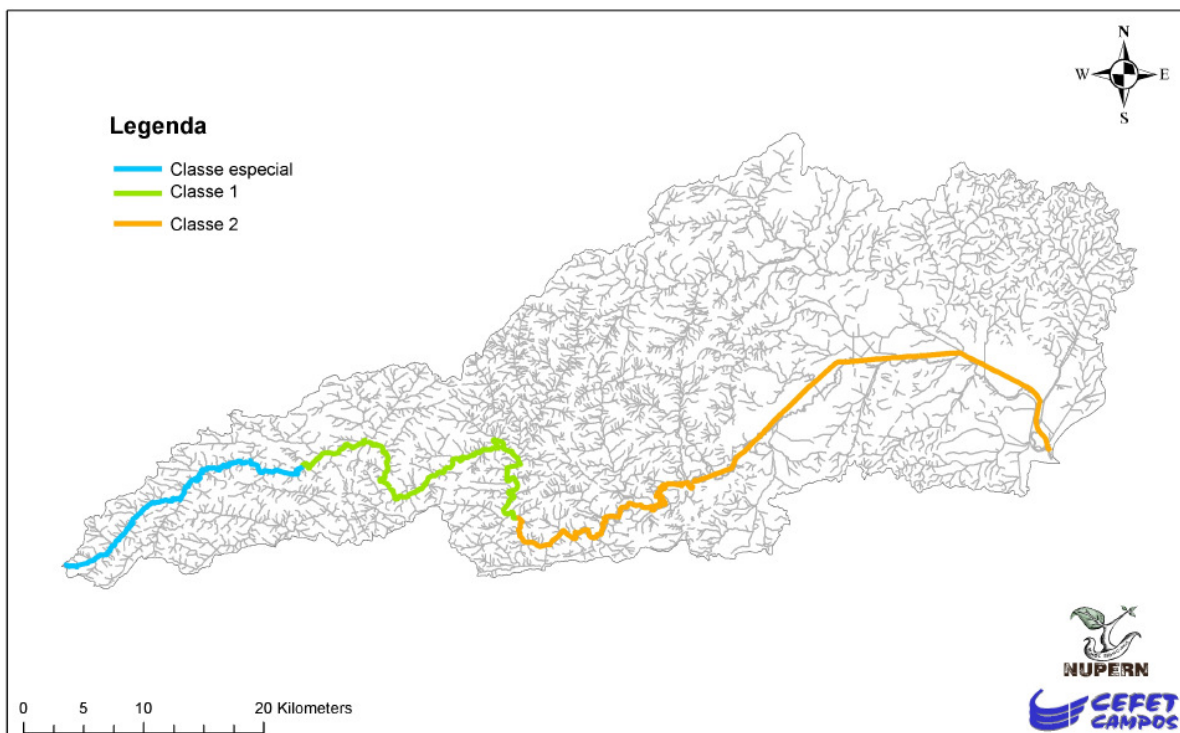 N
W E
S
Legenda
Classe especial
Classe 1
Classe 2
0 5 10 20 Kilometers
NUPERN
CEFET
CAMPOS